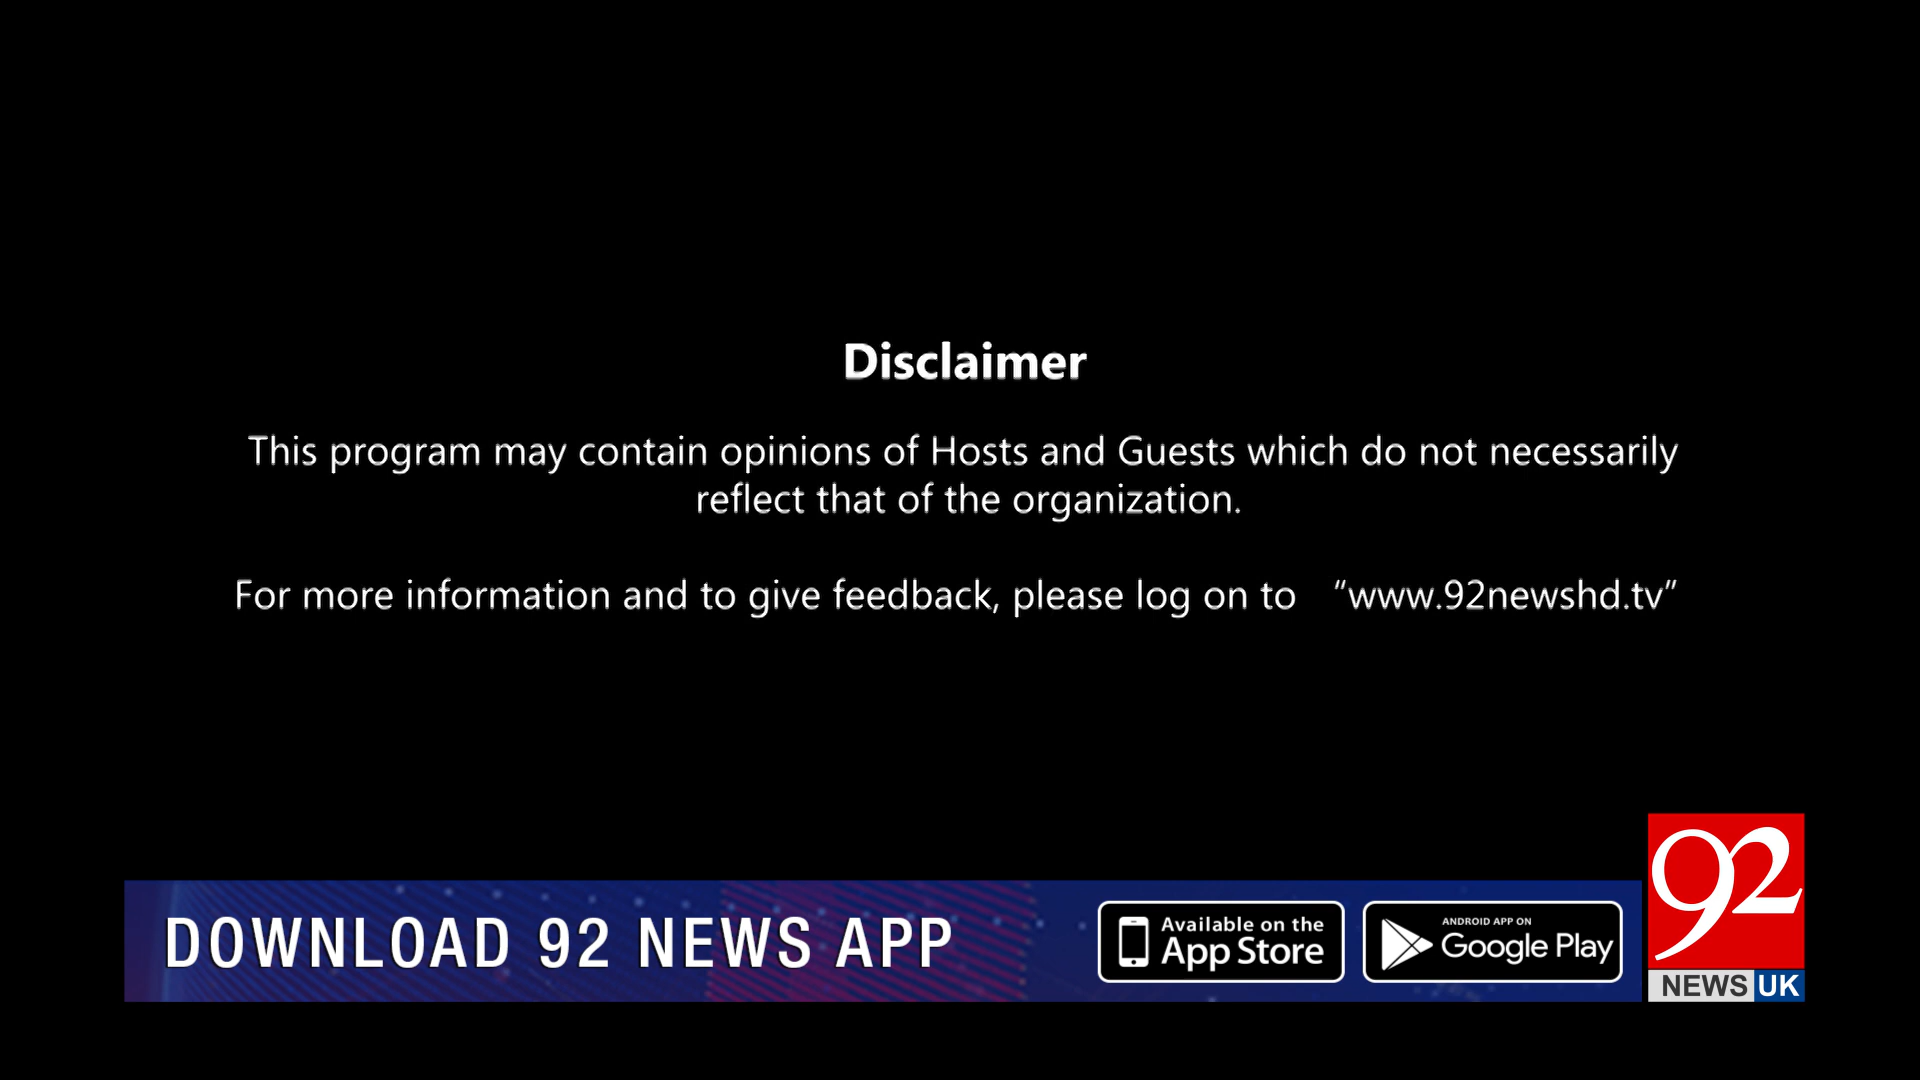 Disclaimer
This program may contain opinions of Hosts and Guests which do not necessarily
reflect that of the organization.
For more information and to give feedback, please log on to “www.92newshd.tv”
DOWNLOAD 92 NEWS APP
Available on the
App Store
ANDROID APP ON
Google Play
92
NEWS UK